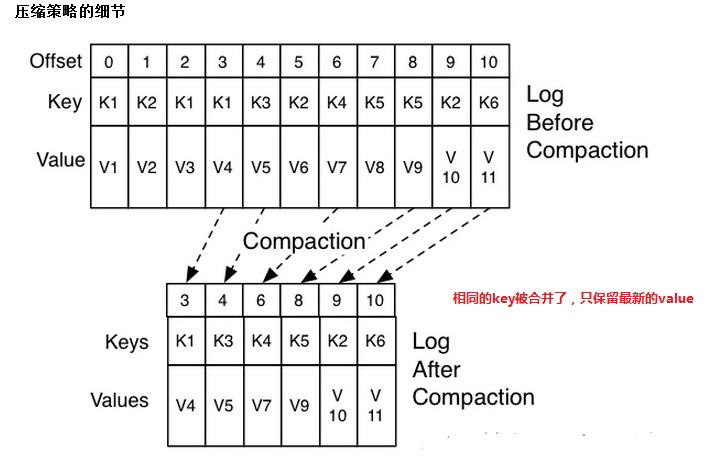 压缩策略的细节
Offset 0 1 2 3 4 5 6 7 8 9 10
Key K1 K2 K1 K1 K3 K2 K4 K5 K5 K2 K6
Value V1 V2 V3 V4 V5 V6 V7 V8 V9 V 10 V 11
Log
Before
Compaction
Compaction
3 4 6 8 9 10
相同的key被合并了，只保留最新的value
Keys K1 K3 K4 K5 K2 K6
Values V4 V5 V7 V9 V 10 V 11
Log
After
Compaction